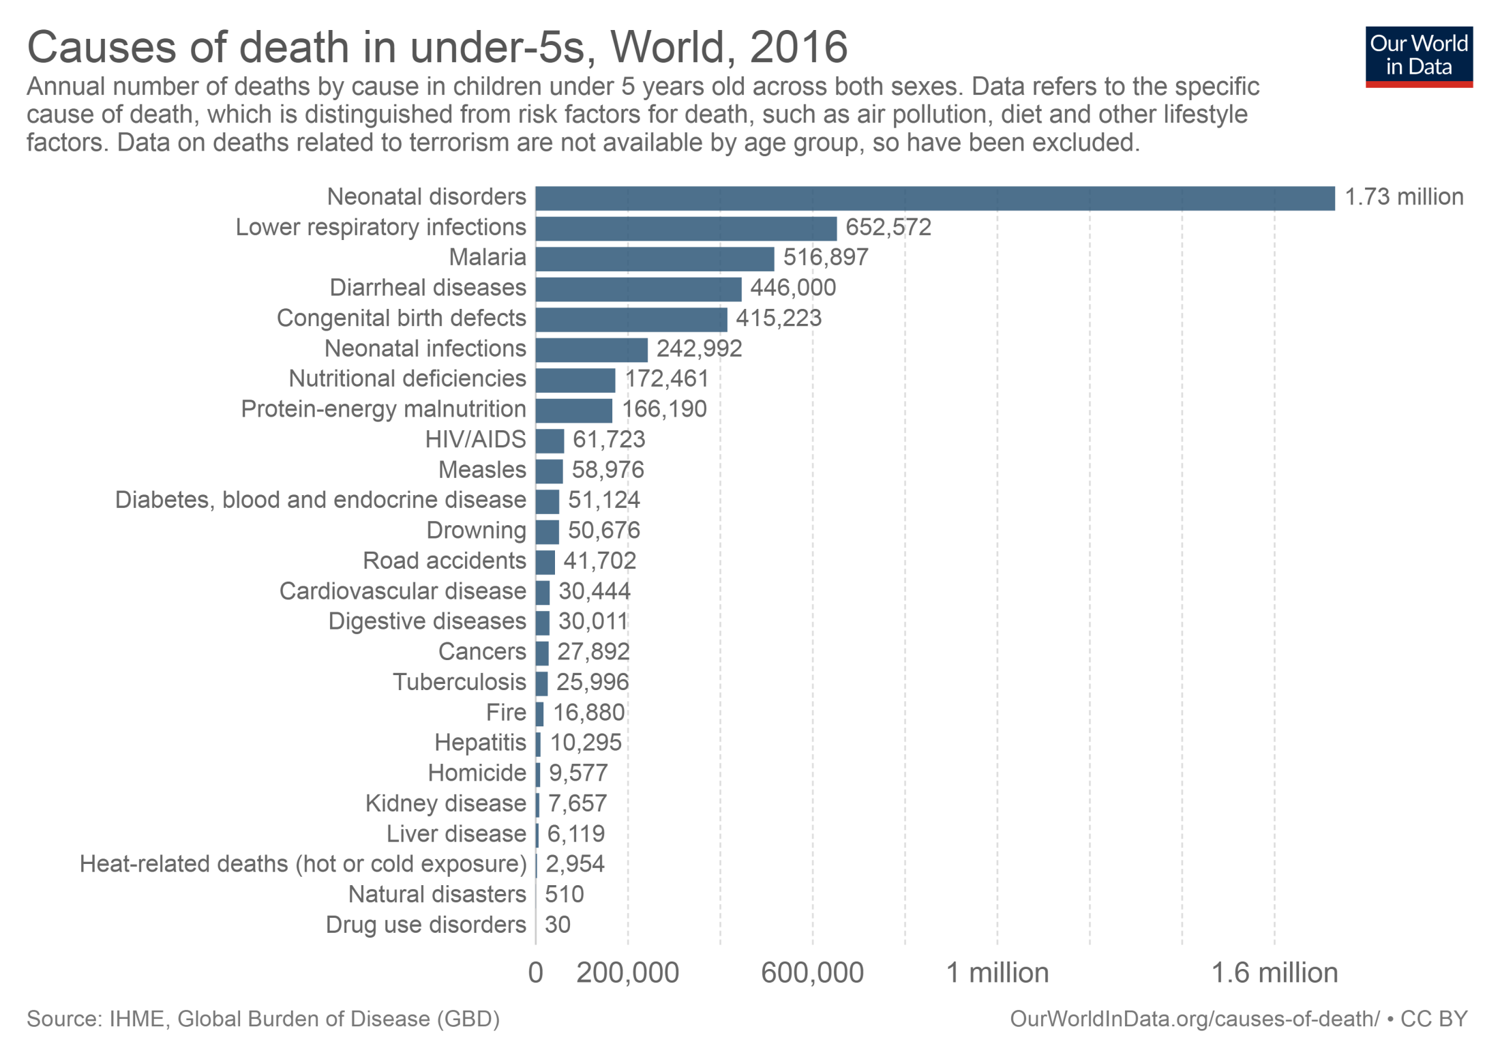 Causes of death in under-5s, World, 2016
Our World
in Data
Annual number of deaths by cause in children under 5 years old across both sexes. Data refers to the specific
cause of death, which is distinguished from risk factors for death, such as air pollution, diet and other lifestyle
factors. Data on deaths related to terrorism are not available by age group, so have been excluded.
Neonatal disorders 1.73 million
Lower respiratory infections 652,572
Malaria 516,897
Diarrheal diseases 446,000
Congenital birth defects 415,223
Neonatal infections 242,992
Nutritional deficiencies 172,461
Protein-energy malnutrition 166,190
HIV/AIDS 61,723
Measles 58,976
Diabetes, blood and endocrine disease 51,124
Drowning 50,676
Road accidents 41,702
Cardiovascular disease 30,444
Digestive diseases 30,011
Cancers 27,892
Tuberculosis 25,996
Fire 16,880
Hepatitis 10,295
Homicide 9,577
Kidney disease 7,657
Liver disease 6,119
Heat-related deaths (hot or cold exposure) 2,954
Natural disasters 510
Drug use disorders 30
0 200,000 600,000 1 million 1.6 million
Source: IHME, Global Burden of Disease (GBD) OurWorldInData.org/causes-of-death/ • CC BY